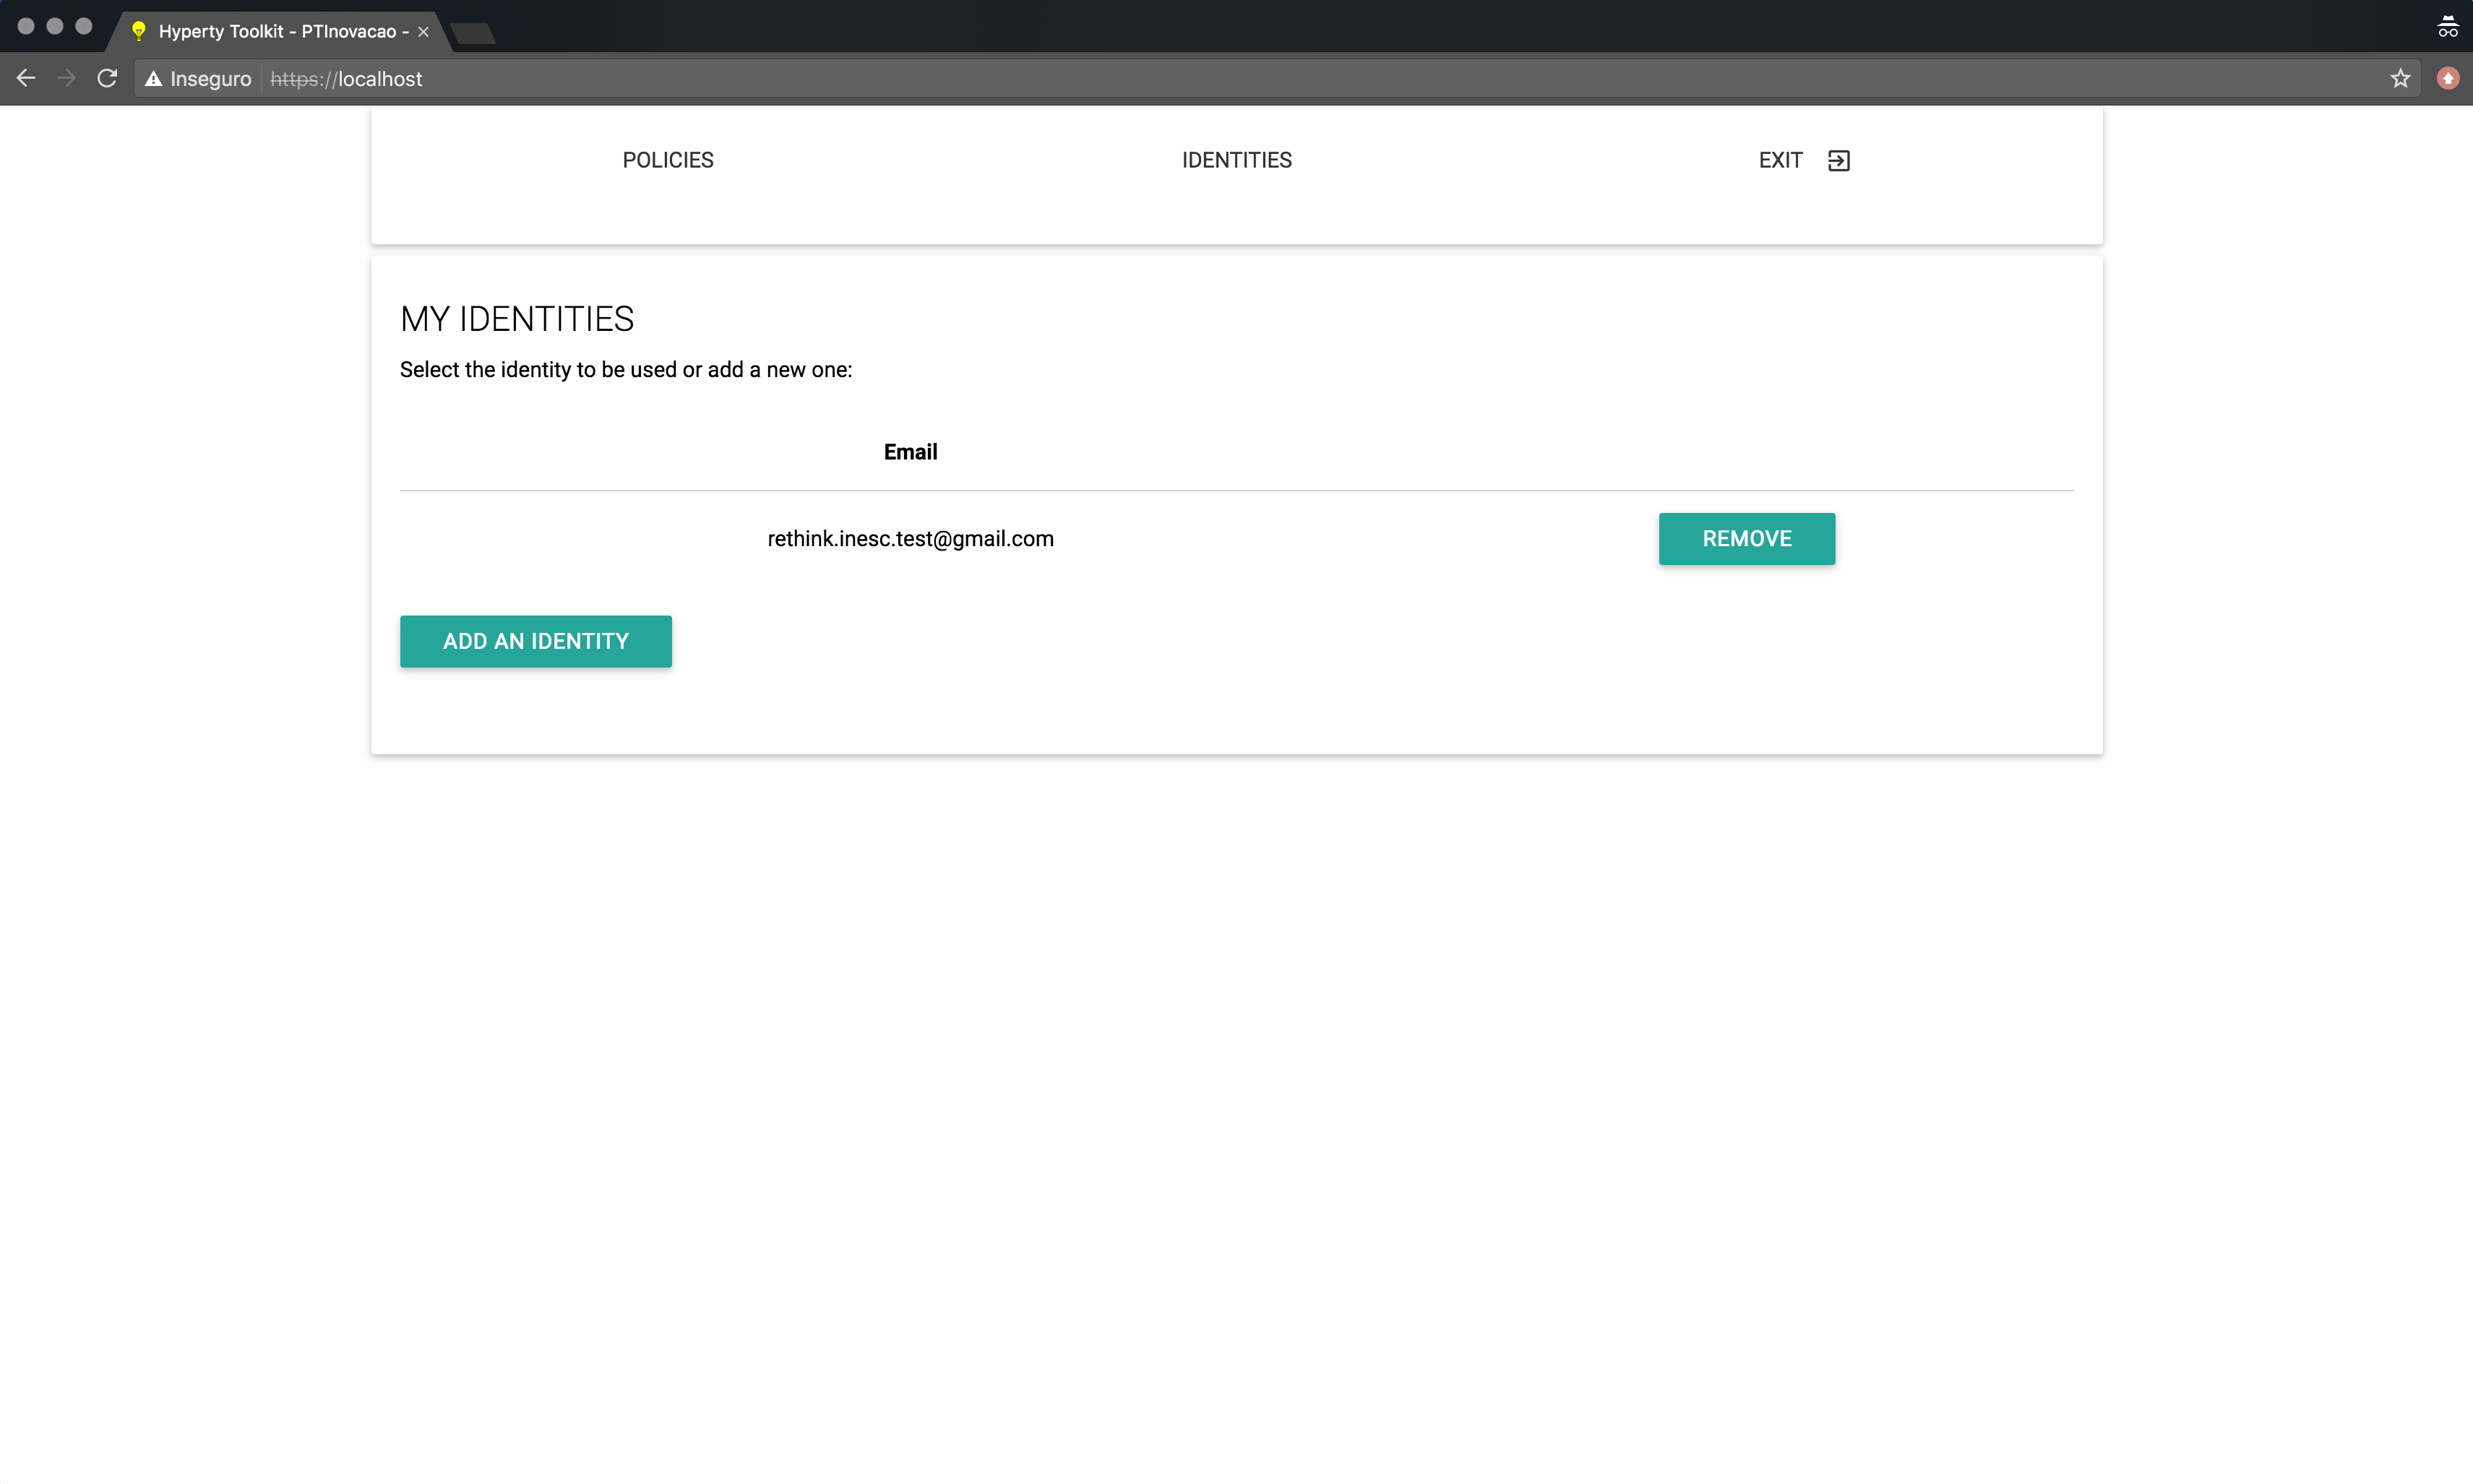 Hyperty Toolkit - PTInovacao -
Inseguro https://localhost
POLICIES IDENTITIES EXIT
MY IDENTITIES
Select the identity to be used or add a new one:
Email
rethink.inesc.test@gmail.com REMOVE
ADD AN IDENTITY